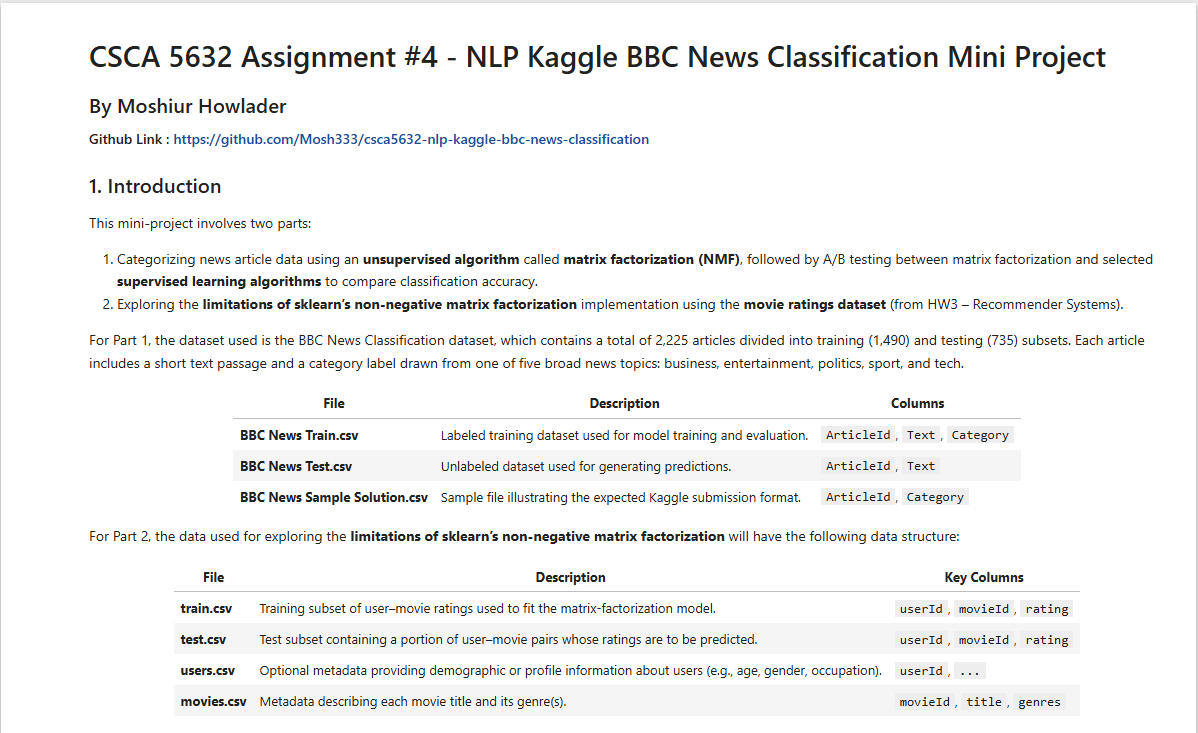 CSCA 5632 Assignment #4 - NLP Kaggle BBC News Classification Mini Project
By Moshiur Howlader
Github Link : https://github.com/Mosh333/csca5632-nlp-kaggle-bbc-news-classification
1. Introduction
This mini-project involves two parts:
1. Categorizing news article data using an unsupervised algorithm called matrix factorization (NMF), followed by A/B testing between matrix factorization and selected
supervised learning algorithms to compare classification accuracy.
2. Exploring the limitations of sklearn’s non-negative matrix factorization implementation using the movie ratings dataset (from HW3 – Recommender Systems).
For Part 1, the dataset used is the BBC News Classification dataset, which contains a total of 2,225 articles divided into training (1,490) and testing (735) subsets. Each article
includes a short text passage and a category label drawn from one of five broad news topics: business, entertainment, politics, sport, and tech.
File Description Columns
BBC News Train.csv Labeled training dataset used for model training and evaluation. ArticleId , Text , Category
BBC News Test.csv Unlabeled dataset used for generating predictions. ArticleId , Text
BBC News Sample Solution.csv Sample file illustrating the expected Kaggle submission format. ArticleId , Category
For Part 2, the data used for exploring the limitations of sklearn’s non-negative matrix factorization will have the following data structure:
File Description Key Columns
train.csv Training subset of user–movie ratings used to fit the matrix-factorization model. userId , movieId , rating
test.csv Test subset containing a portion of user–movie pairs whose ratings are to be predicted. userId , movieId , rating
users.csv Optional metadata providing demographic or profile information about users (e.g., age, gender, occupation). userId , ...
movies.csv Metadata describing each movie title and its genre(s). movieId , title , genres